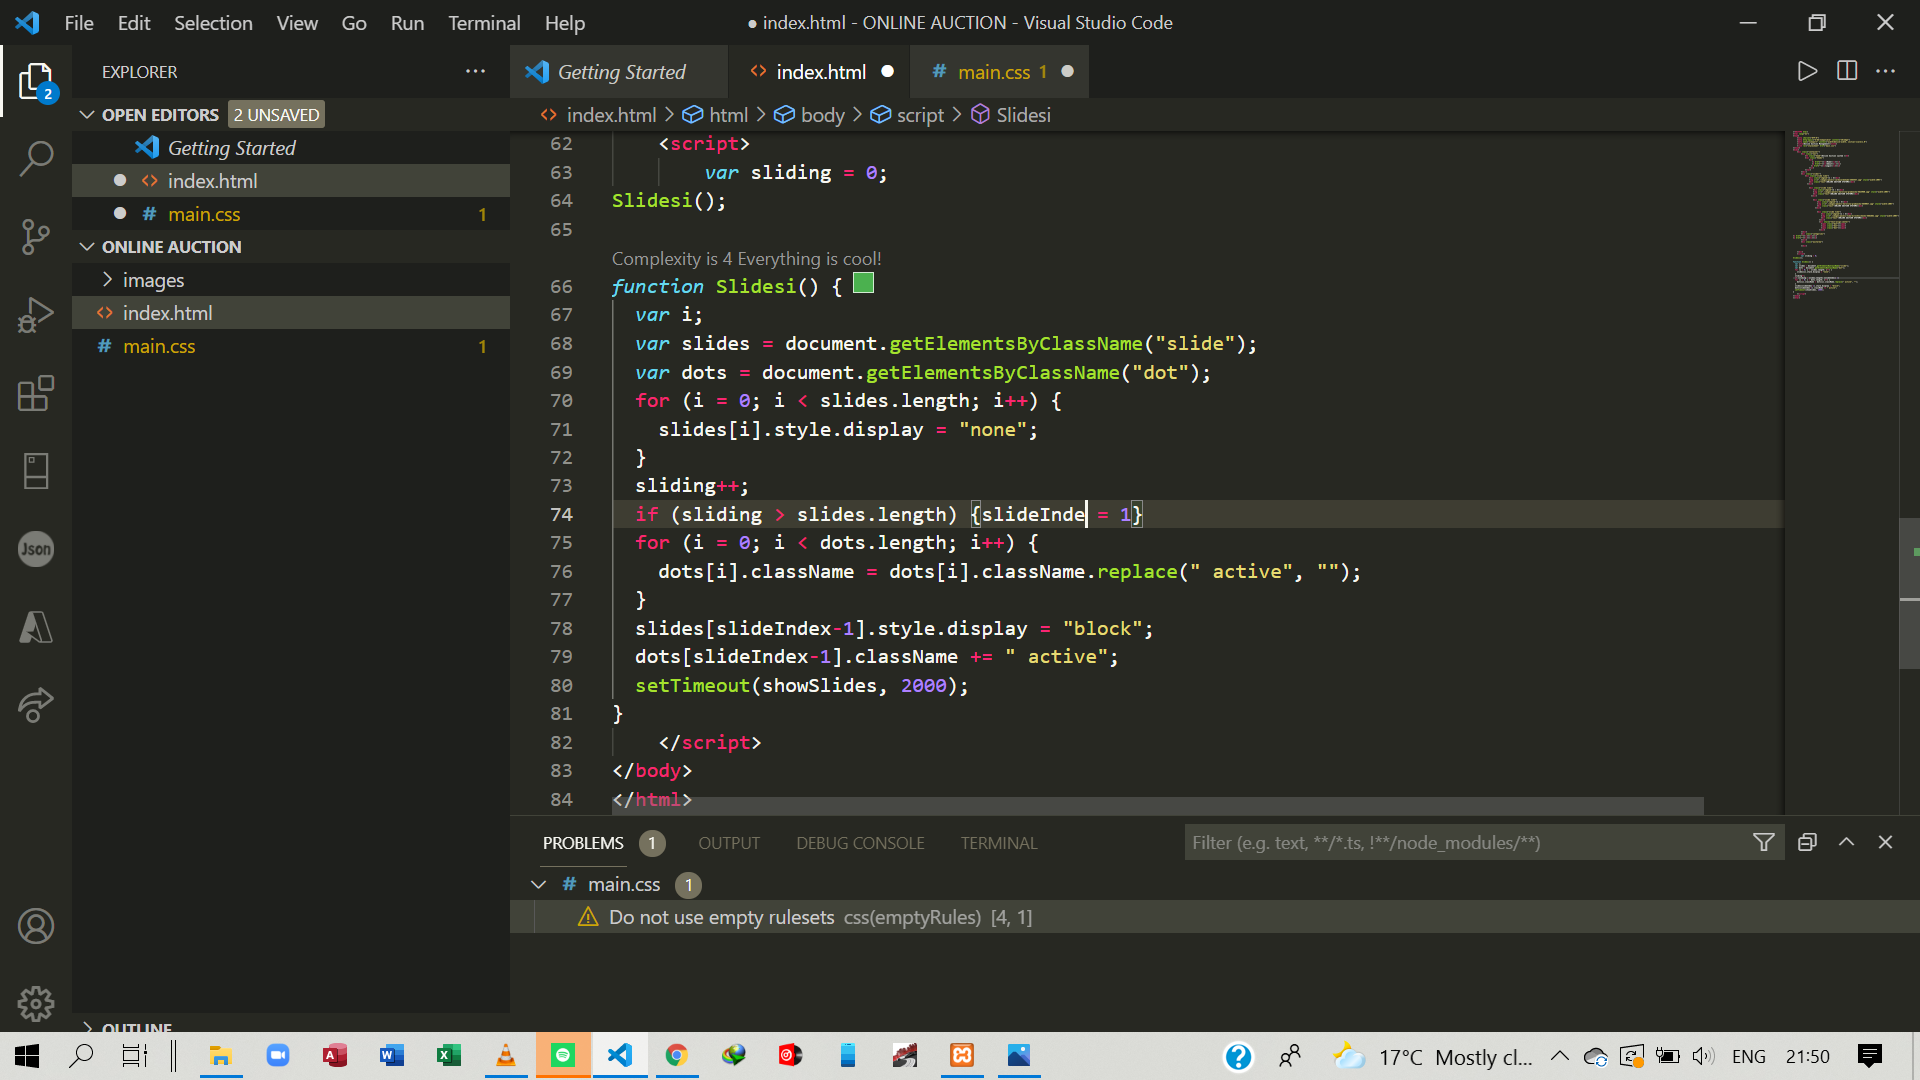 File Edit Selection View Go Run Terminal Help
● index.html - ONLINE AUCTION - Visual Studio Code
EXPLORER
Getting Started
index.html
main.css 1
2
OPEN EDITORS 2 UNSAVED
index.html > html > body > script > Slidesi
Getting Started
index.html
main.css 1
ONLINE AUCTION
images
index.html
main.css 1
62 <script>
63 var sliding = 0;
64 Slidesi();
65
Complexity is 4 Everything is cool!
66 function Slidesi() {
67 var i;
68 var slides = document.getElementsByClassName("slide");
69 var dots = document.getElementsByClassName("dot");
70 for (i = 0; i < slides.length; i++) {
71 slides[i].style.display = "none";
72 }
73 sliding++;
74 if (sliding > slides.length) {slideInde = 1}
75 for (i = 0; i < dots.length; i++) {
76 dots[i].className = dots[i].className.replace(" active", "");
77 }
78 slides[slideIndex-1].style.display = "block";
79 dots[slideIndex-1].className += " active";
80 setTimeout(showSlides, 2000);
81 }
82 </script>
83 </body>
84 </html>
Json
PROBLEMS 1 OUTPUT DEBUG CONSOLE TERMINAL
Filter (e.g. text, **/*.ts, !**/node_modules/**)
main.css 1
Do not use empty rulesets css(emptyRules) [4, 1]
OUTLINE
17°C Mostly cl... ENG 21:50